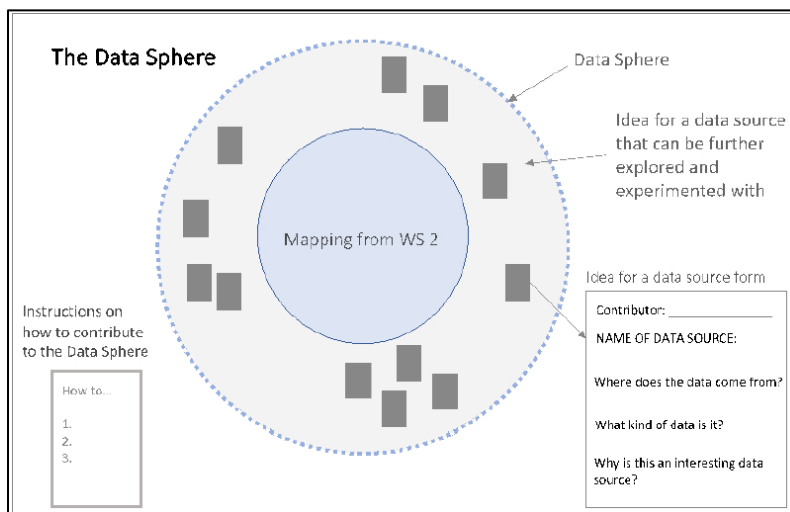 The Data Sphere
Data Sphere
Idea for a data source
that can be further
explored and
experimented with
Mapping from WS 2
Idea for a data source form
Contributor: ____________________
NAME OF DATA SOURCE:
Where does the data come from?
What kind of data is it?
Why is this an interesting data
source?
Instructions on
how to contribute
to the Data Sphere
How to...
1.
2.
3.